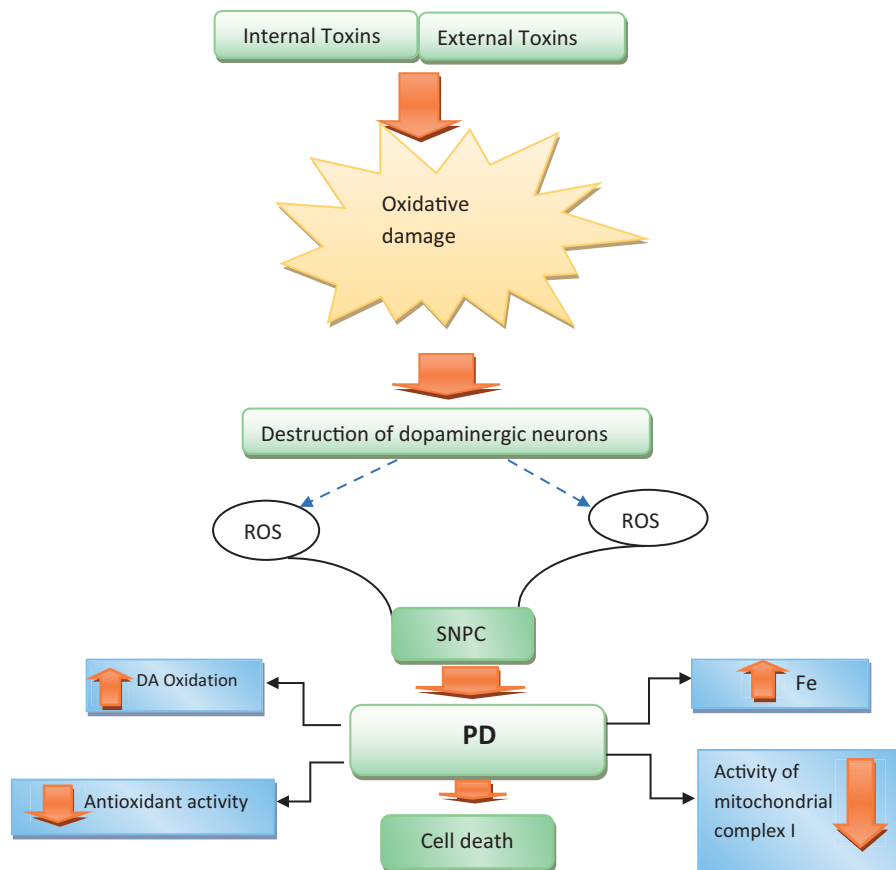 Internal Toxins
External Toxins
Oxidative
damage
Destruction of dopaminergic neurons
ROS
ROS
SNPC
DA Oxidation
Fe
PD
Antioxidant activity
Activity of
mitochondrial
complex I
Cell death